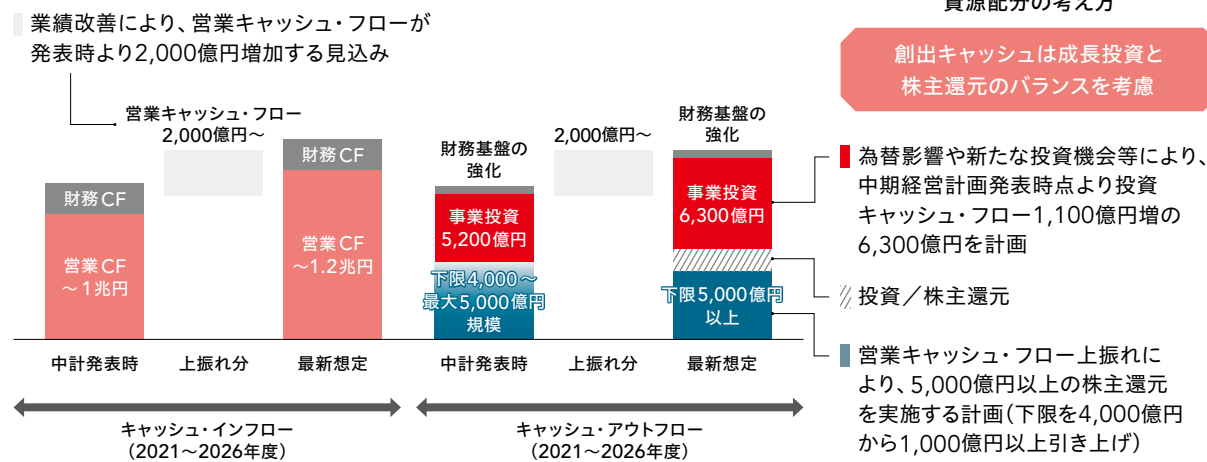 業績改善により、営業キャッシュ・フローが
発表時より2,000億円増加する見込み
営業キャッシュ・フロー
2,000億円～
財務CF
営業CF
～1兆円
財務CF
営業CF
～1.2兆円
中計発表時
上振れ分
最新想定
キャッシュ・インフロー
(2021～2026年度)
財務基盤の
強化
事業投資
5,200億円
下限4,000～
最大5,000億円
規模
2,000億円～
財務基盤の
強化
事業投資
6,300億円
下限5,000億円
以上
中計発表時
上振れ分
最新想定
キャッシュ・アウトフロー
(2021～2026年度)
資源配分の考え方
創出キャッシュは成長投資と
株主還元のバランスを考慮
為替影響や新たな投資機会等により、
中期経営計画発表時点より投資
キャッシュ・フロー1,100億円増の
6,300億円を計画
投資／株主還元
営業キャッシュ・フロー上振れに
より、5,000億円以上の株主還元
を実施する計画(下限を4,000億円
から1,000億円以上引き上げ)